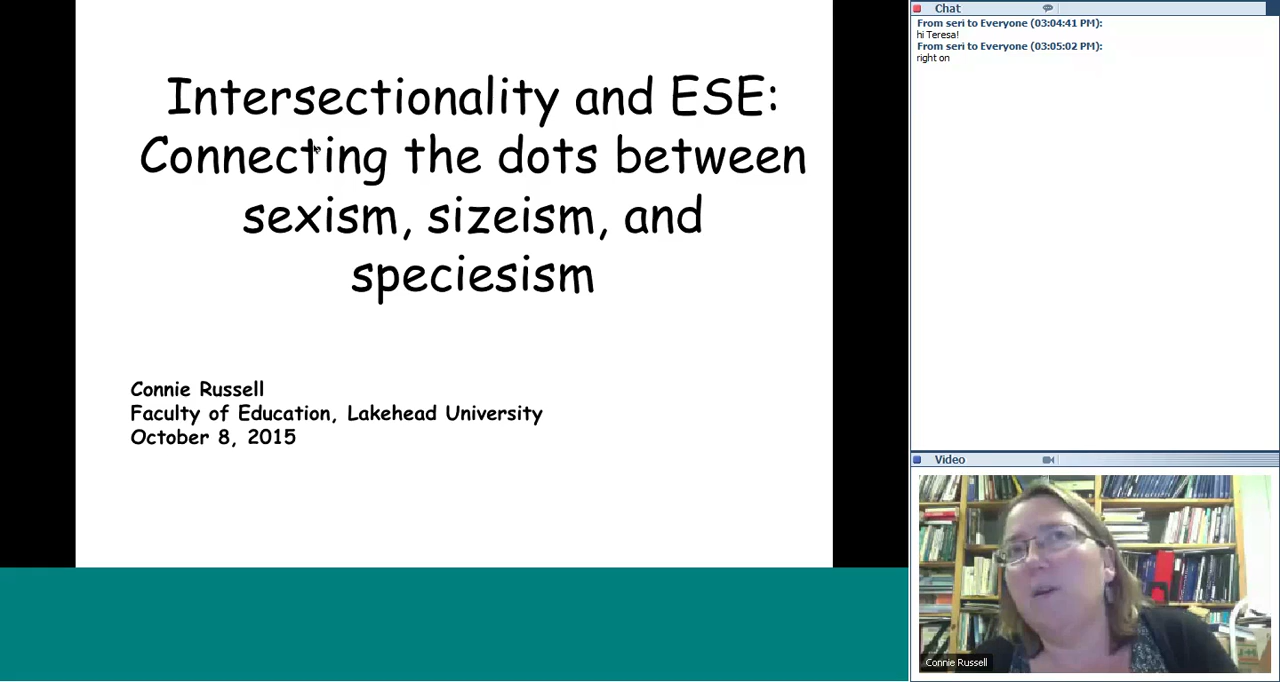 Intersectionality and ESE:
Connecting the dots between
sexism, sizeism, and
speciesism
Connie Russell
Faculty of Education, Lakehead University
October 8, 2015
Chat
From seri to Everyone (03:04:41 PM):
hi Teresa!
From seri to Everyone (03:05:02 PM):
right on
Video
Connie Russell